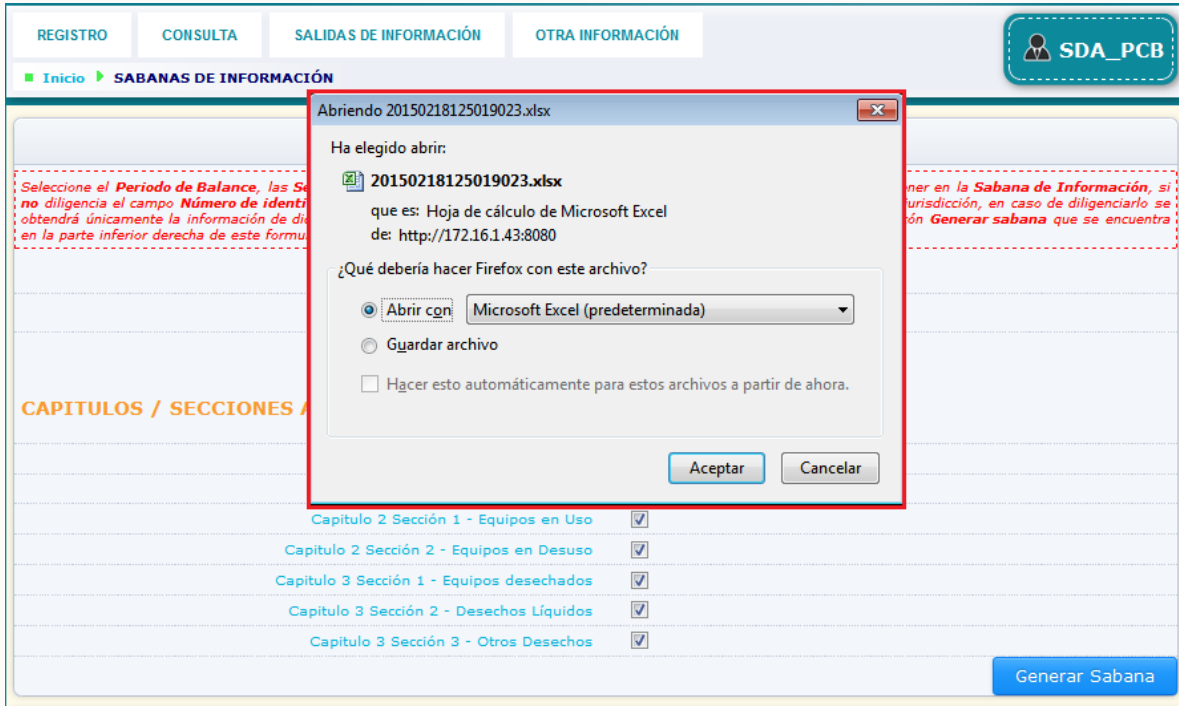 REGISTRO CONSULTA SALIDAS DE INFORMACIÓN OTRA INFORMACIÓN
SDA_PCB
Inicio SABANAS DE INFORMACIÓN
Abriendo 20150218125019023.xlsx
Ha elegido abrir:
20150218125019023.xlsx
que es: Hoja de cálculo de Microsoft Excel
de: http://172.16.1.43:8080
¿Qué debería hacer Firefox con este archivo?
Abrir con Microsoft Excel (predeterminada)
Guardar archivo
Hacer esto automáticamente para estos archivos a partir de ahora.
Aceptar Cancelar
Seleccione el Periodo de Balance, las ner en la Sabana de Información, si
no diligencia el campo Número de jurisdicción, en caso de diligenciarlo se
obtendrá únicamente la información de Generar sabana que se encuentra
en la parte inferior derecha de este
CAPITULOS / SECCIONES
Capitulo 2 Sección 1 - Equipos en Uso
Capitulo 2 Sección 2 - Equipos en Desuso
Capitulo 3 Sección 1 - Equipos desechados
Capitulo 3 Sección 2 - Desechos Líquidos
Capitulo 3 Sección 3 - Otros Desechos
Generar Sabana